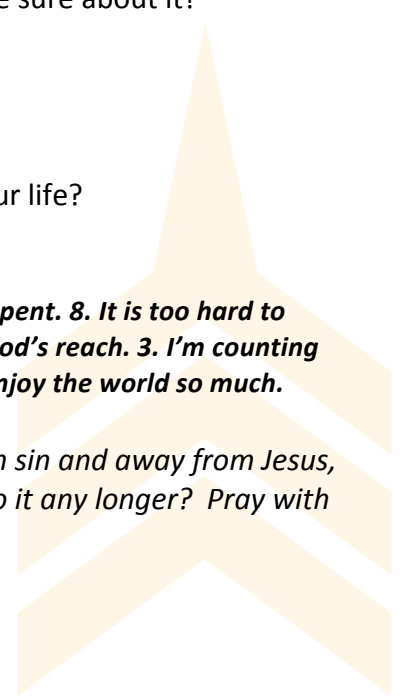 sure about it?
ur life?
pent. 8. It is too hard to
od’s reach. 3. I’m counting
njoy the world so much.
n sin and away from Jesus,
o it any longer?  Pray with